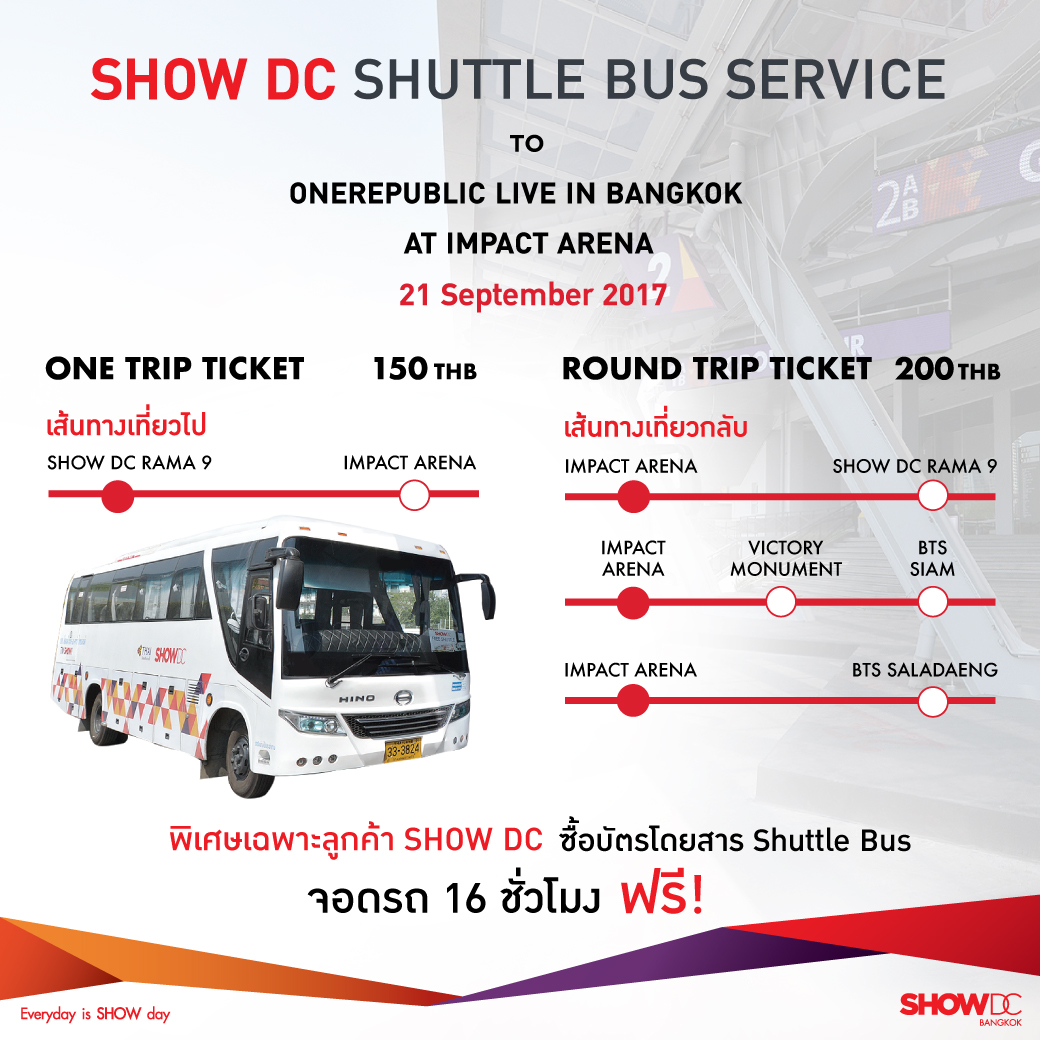 SHOW DC SHUTTLE BUS SERVICE
TO
ONEREPUBLIC LIVE IN BANGKOK
AT IMPACT ARENA
21 September 2017
ONE TRIP TICKET 150 THB
เส้นทางเที่ยวไป
SHOW DC RAMA 9 IMPACT ARENA
ROUND TRIP TICKET 200 THB
เส้นทางเที่ยวกลับ
IMPACT ARENA SHOW DC RAMA 9
IMPACT ARENA
VICTORY MONUMENT
BTS SIAM
IMPACT ARENA BTS SALADAENG
2
2 A B
THAI SHOWDC
HINO
33-3824
พิเศษเฉพาะลูกค้า SHOW DC ซื้อบัตรโดยสาร Shuttle Bus
จอดรถ 16 ชั่วโมง ฟรี!
Everyday is SHOW day
SHOWDC
BANGKOK